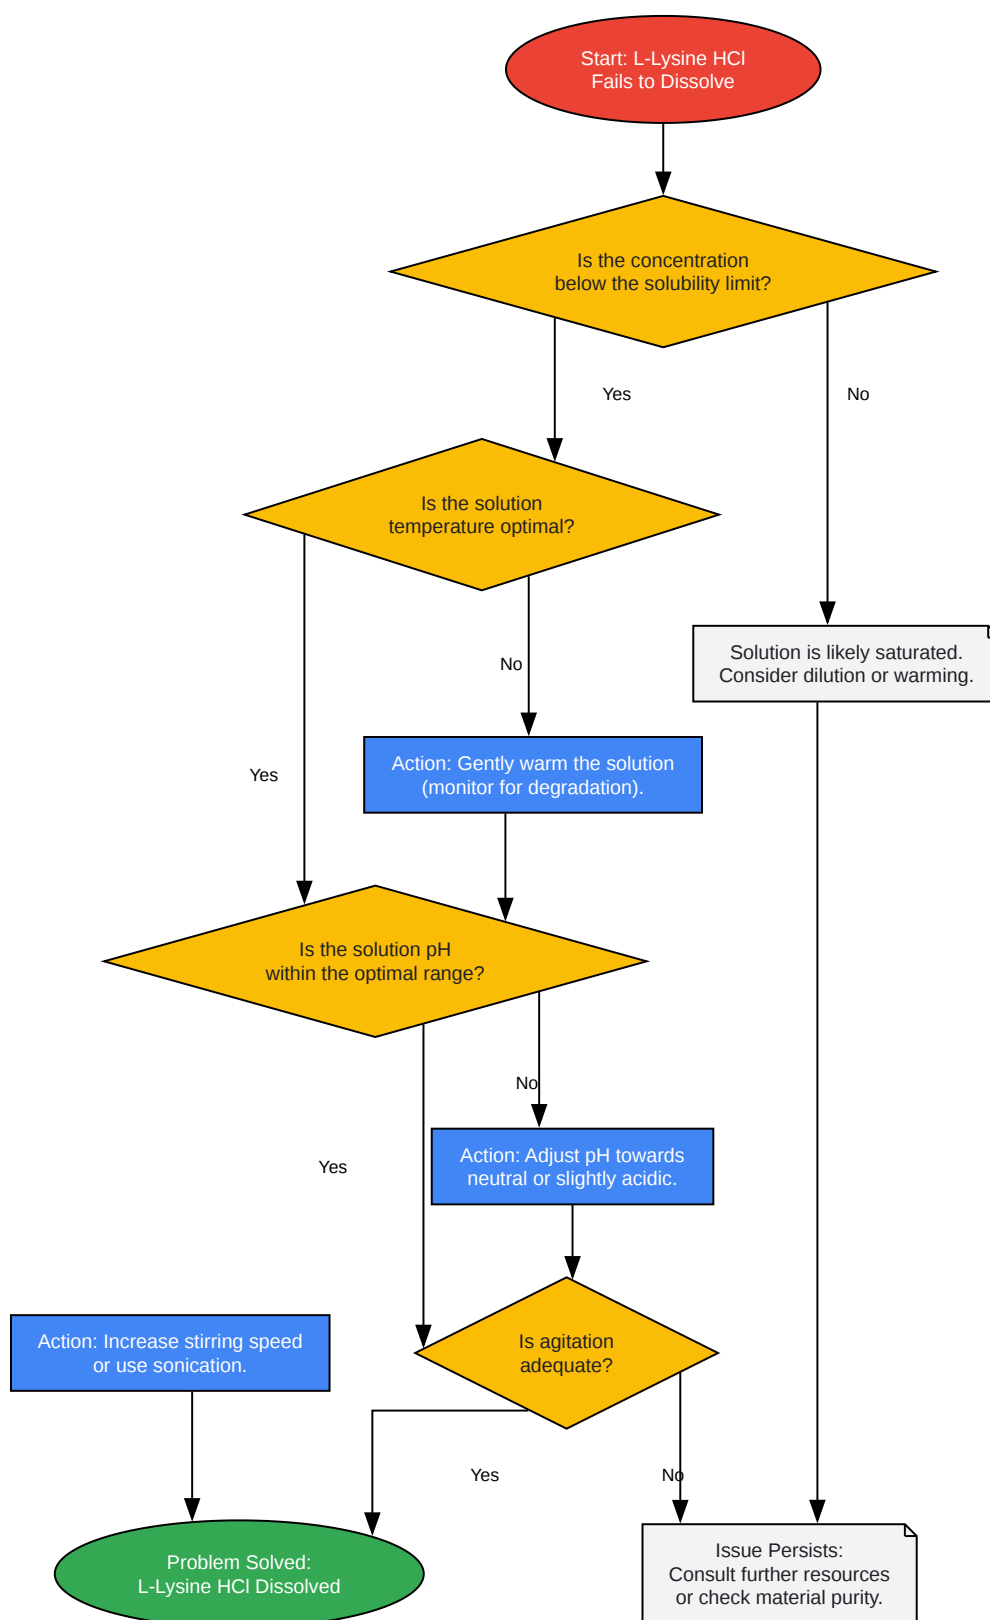 Start: L-Lysine HCl
Fails to Dissolve
Is the concentration
below the solubility limit?
Yes
No
Is the solution
temperature optimal?
No
Solution is likely saturated.
Consider dilution or warming.
Yes
Action: Gently warm the solution
(monitor for degradation).
Is the solution pH
within the optimal range?
No
Yes
Action: Adjust pH towards
neutral or slightly acidic.
Action: Increase stirring speed
or use sonication.
Is agitation
adequate?
Yes
No
Problem Solved:
L-Lysine HCl Dissolved
Issue Persists:
Consult further resources
or check material purity.